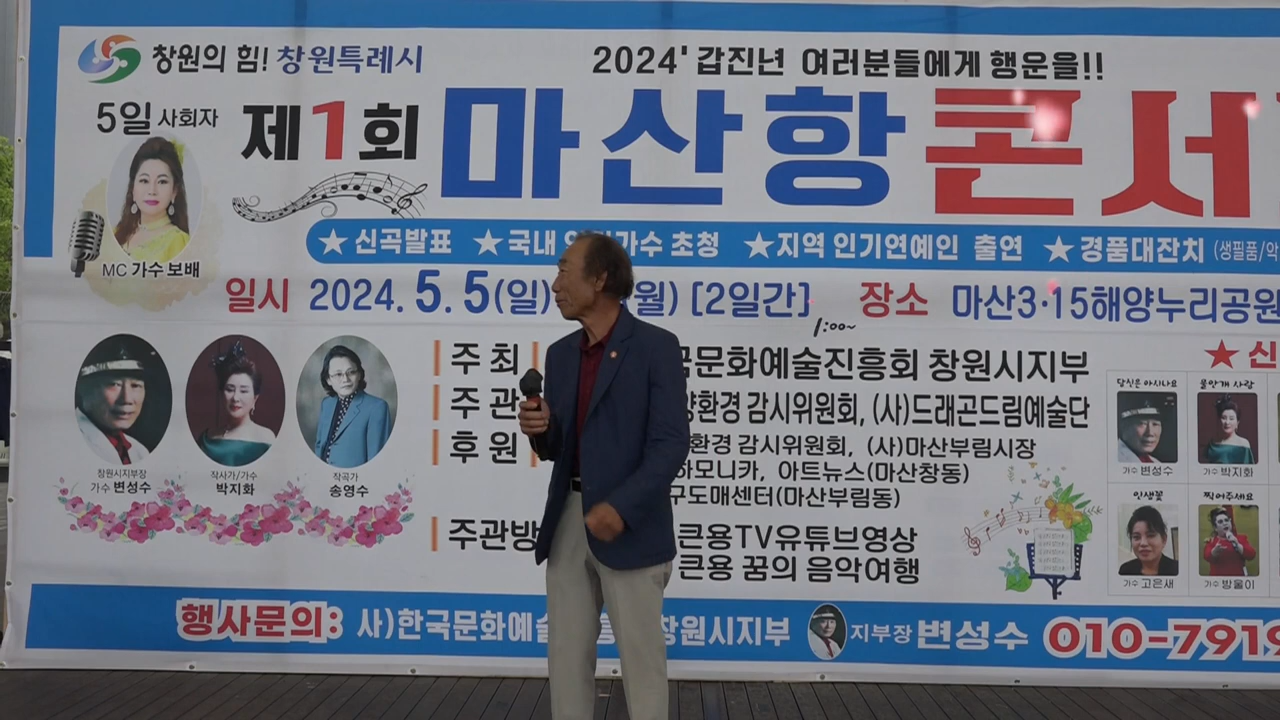 창원의 힘! 창원특례시
2024' 갑진년 여러분들에게 행운을!!
5일 사회자
제1회 마산항콘서
MC 가수 보배
★ 신곡발표 ★ 국내 가수 초청 ★ 지역 인기연예인 출연 ★ 경품대잔치 (생필품/약
일시 2024. 5. 5(일) 월) [2일간] 장소 마산3·15해양누리공원
1:00~
주최 국문화예술진흥회 창원시지부
주관 양환경 감시위원회, (사)드래곤드림예술단
후원 환경 감시위원회, (사)마산부림시장
하모니카, 아트뉴스(마산창동)
구도매센터(마산부림동)
주관방 큰용TV유튜브영상
큰용 꿈의 음악여행
창원시지부장
가수 변성수
작사가/가수
박지화
작곡가
송영수
★ 신
당신은 아시나요
물안개 사랑
가수 변성수
가수 박지화
인생꽃
찍어주세요
가수 고은새
가수 방울이
행사문의: 사)한국문화예술 창원시지부 지부장 변성수 010-7919